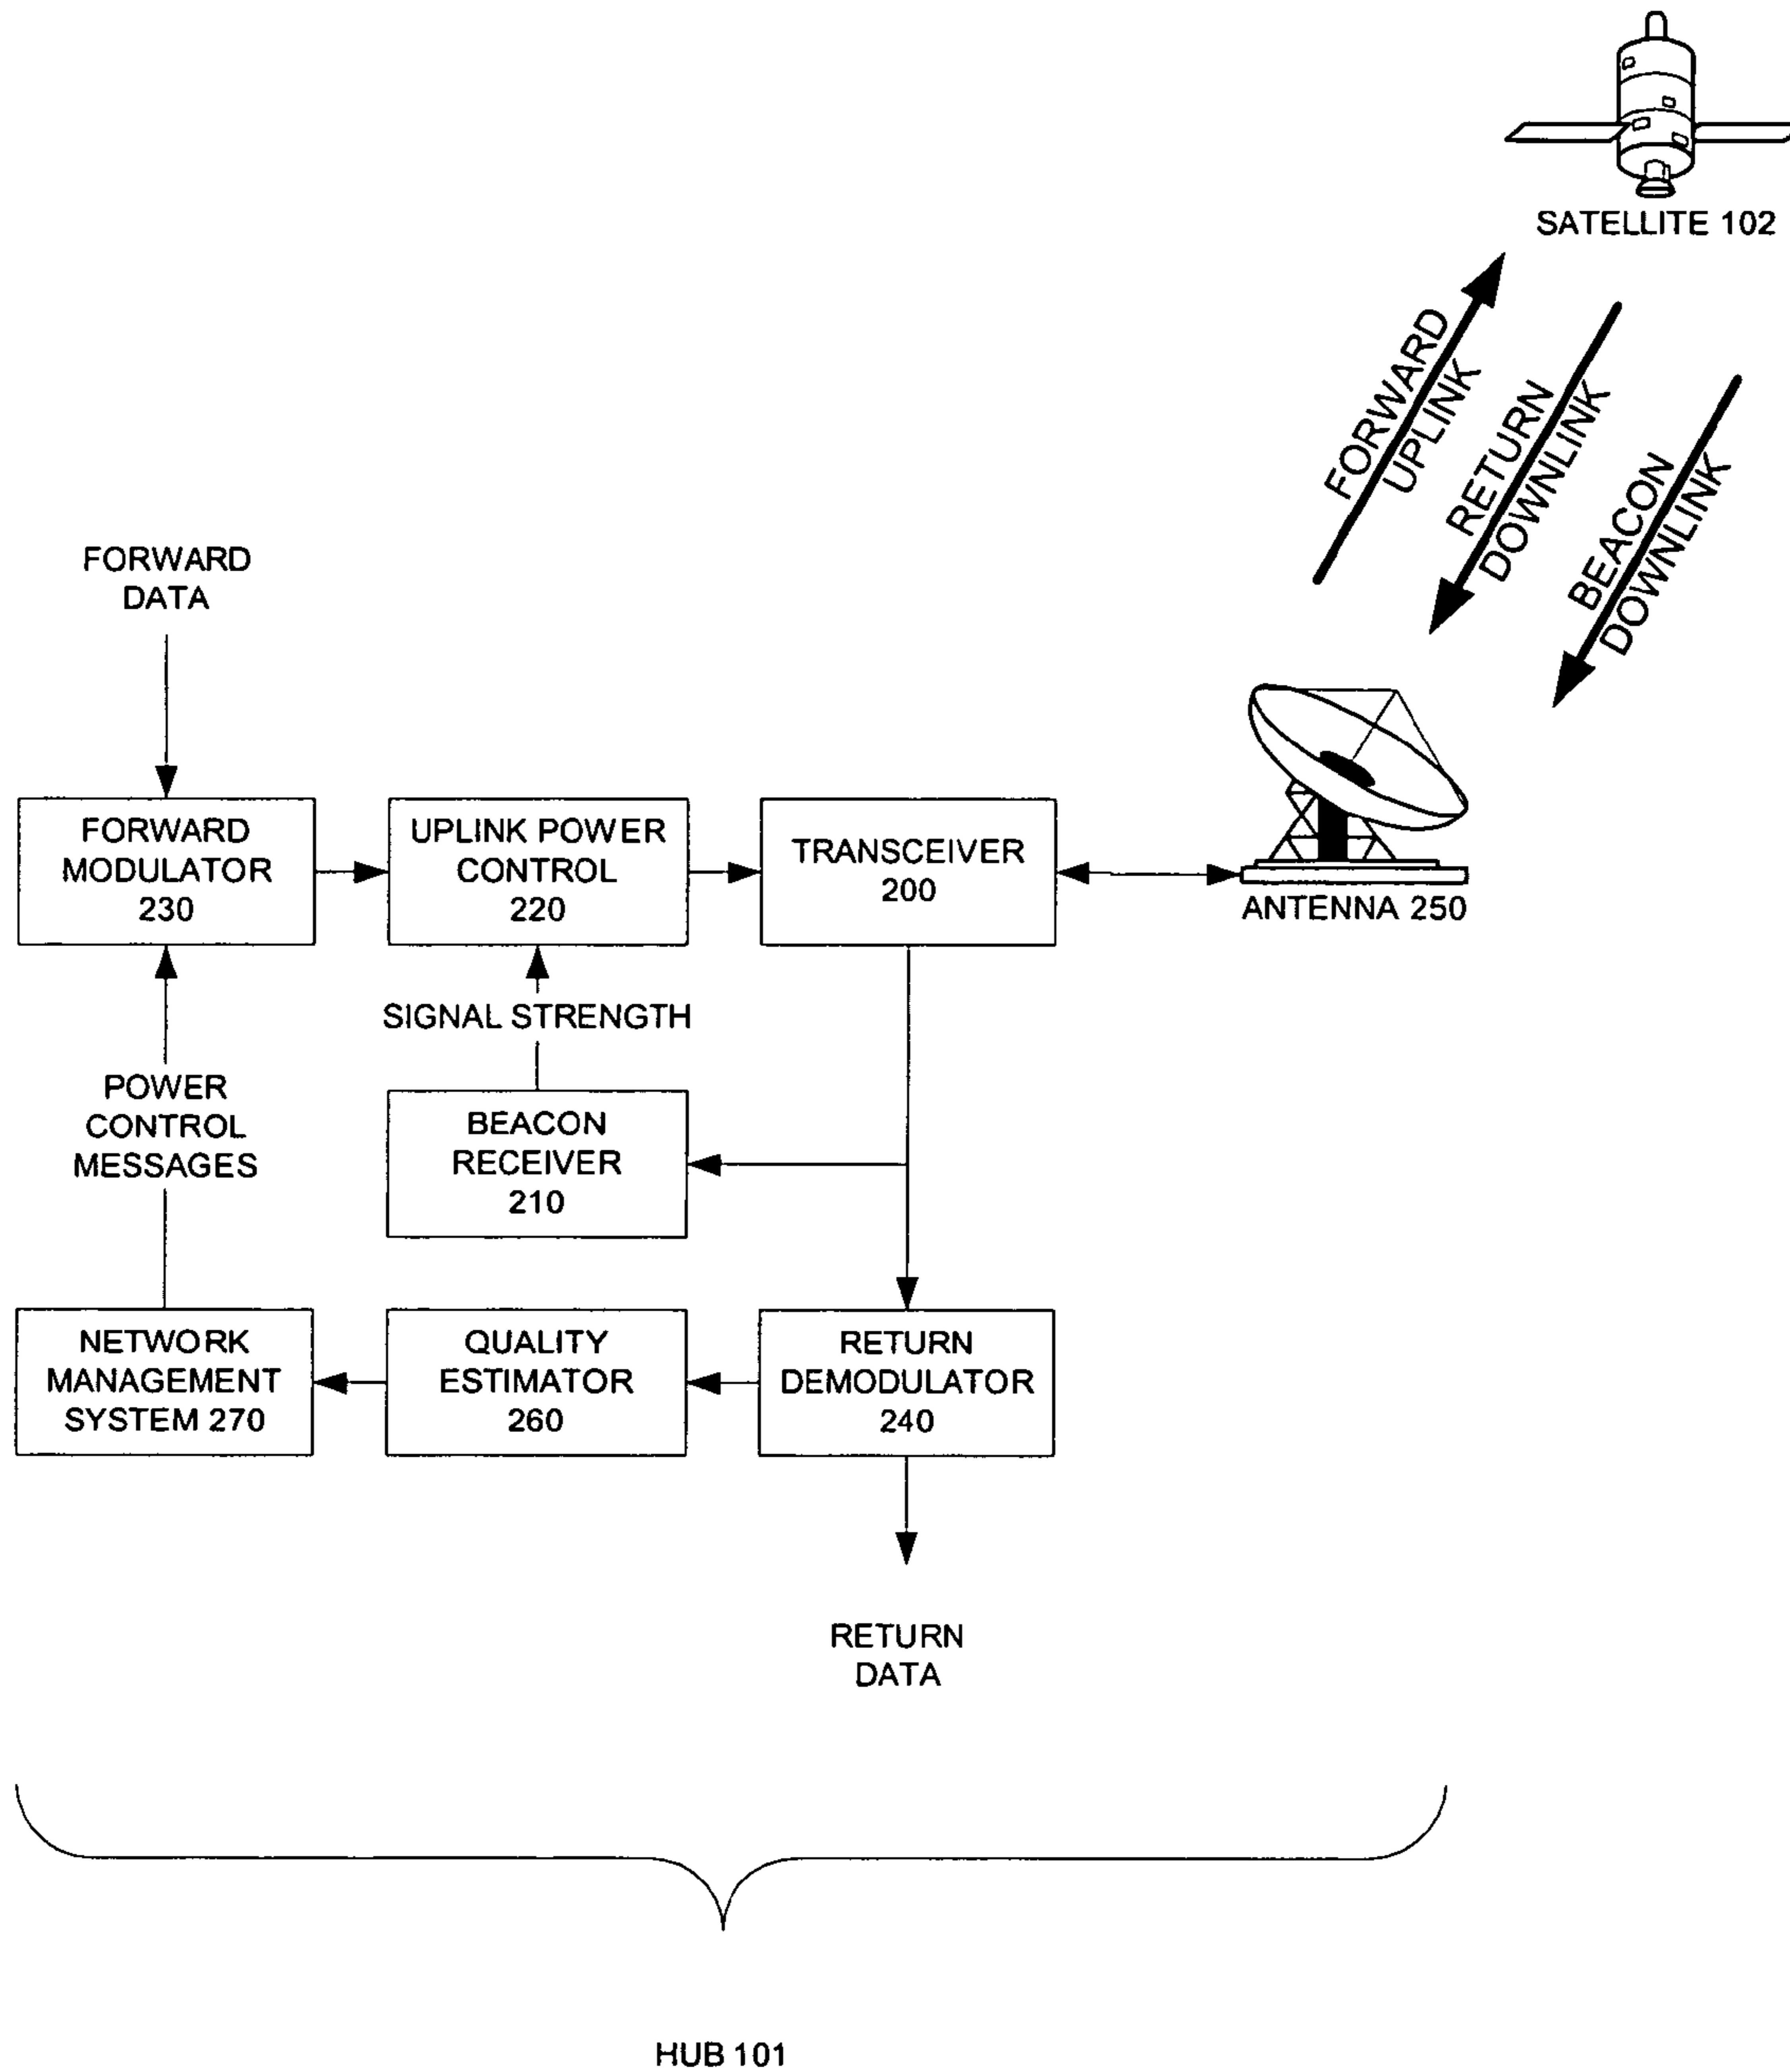 SATELLITE 102
FORWARD
UPLINK
RETURN
DOWNLINK
BEACON
DOWNLINK
FORWARD
DATA
FORWARD
MODULATOR
230
UPLINK POWER
CONTROL
220
TRANSCEIVER
200
ANTENNA 250
SIGNAL STRENGTH
POWER
CONTROL
MESSAGES
BEACON
RECEIVER
210
NETWORK
MANAGEMENT
SYSTEM 270
QUALITY
ESTIMATOR
260
RETURN
DEMODULATOR
240
RETURN
DATA
HUB 101